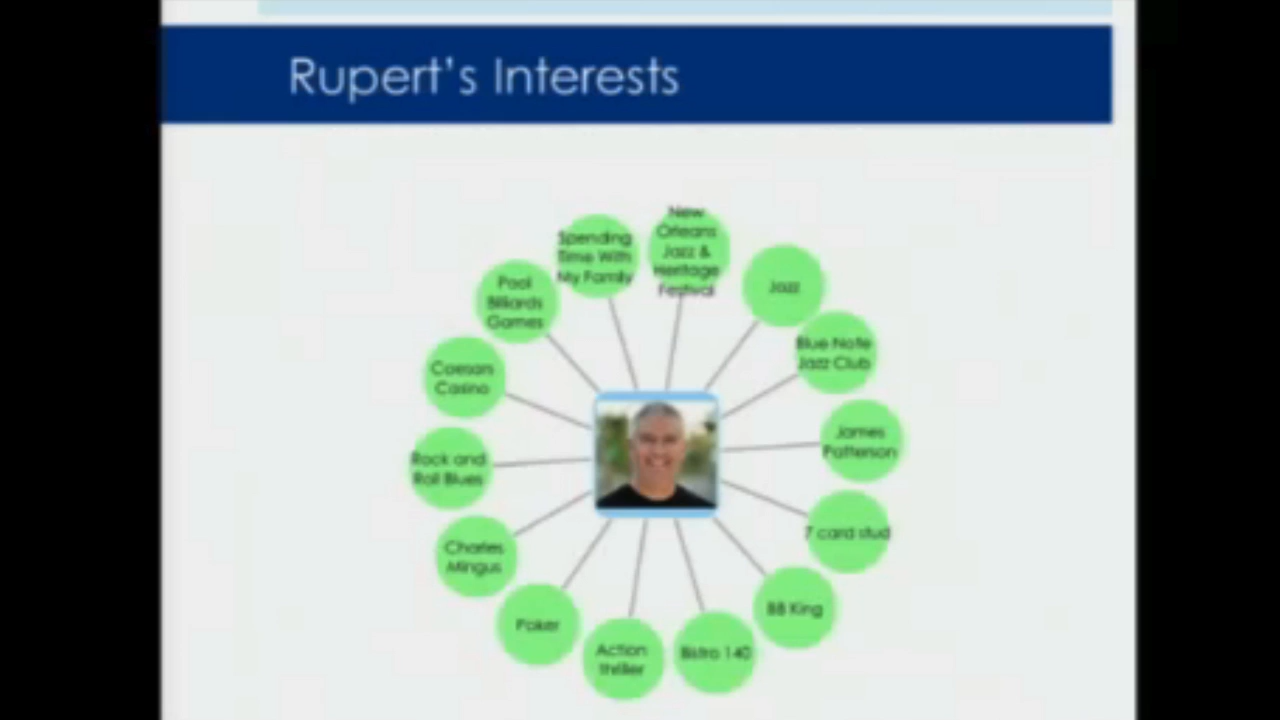 Rupert's Interests
New
Orleans
Jazz &
Heritage
Festival
Jazz
Blue Note
Jazz Club
James
Patterson
7 card stud
BB King
Bistro 140
Action
thriller
Poker
Charles
Mingus
Rock and
Roll Blues
Caesars
Casino
Pool
Billiards
Games
Spending
Time With
My Family